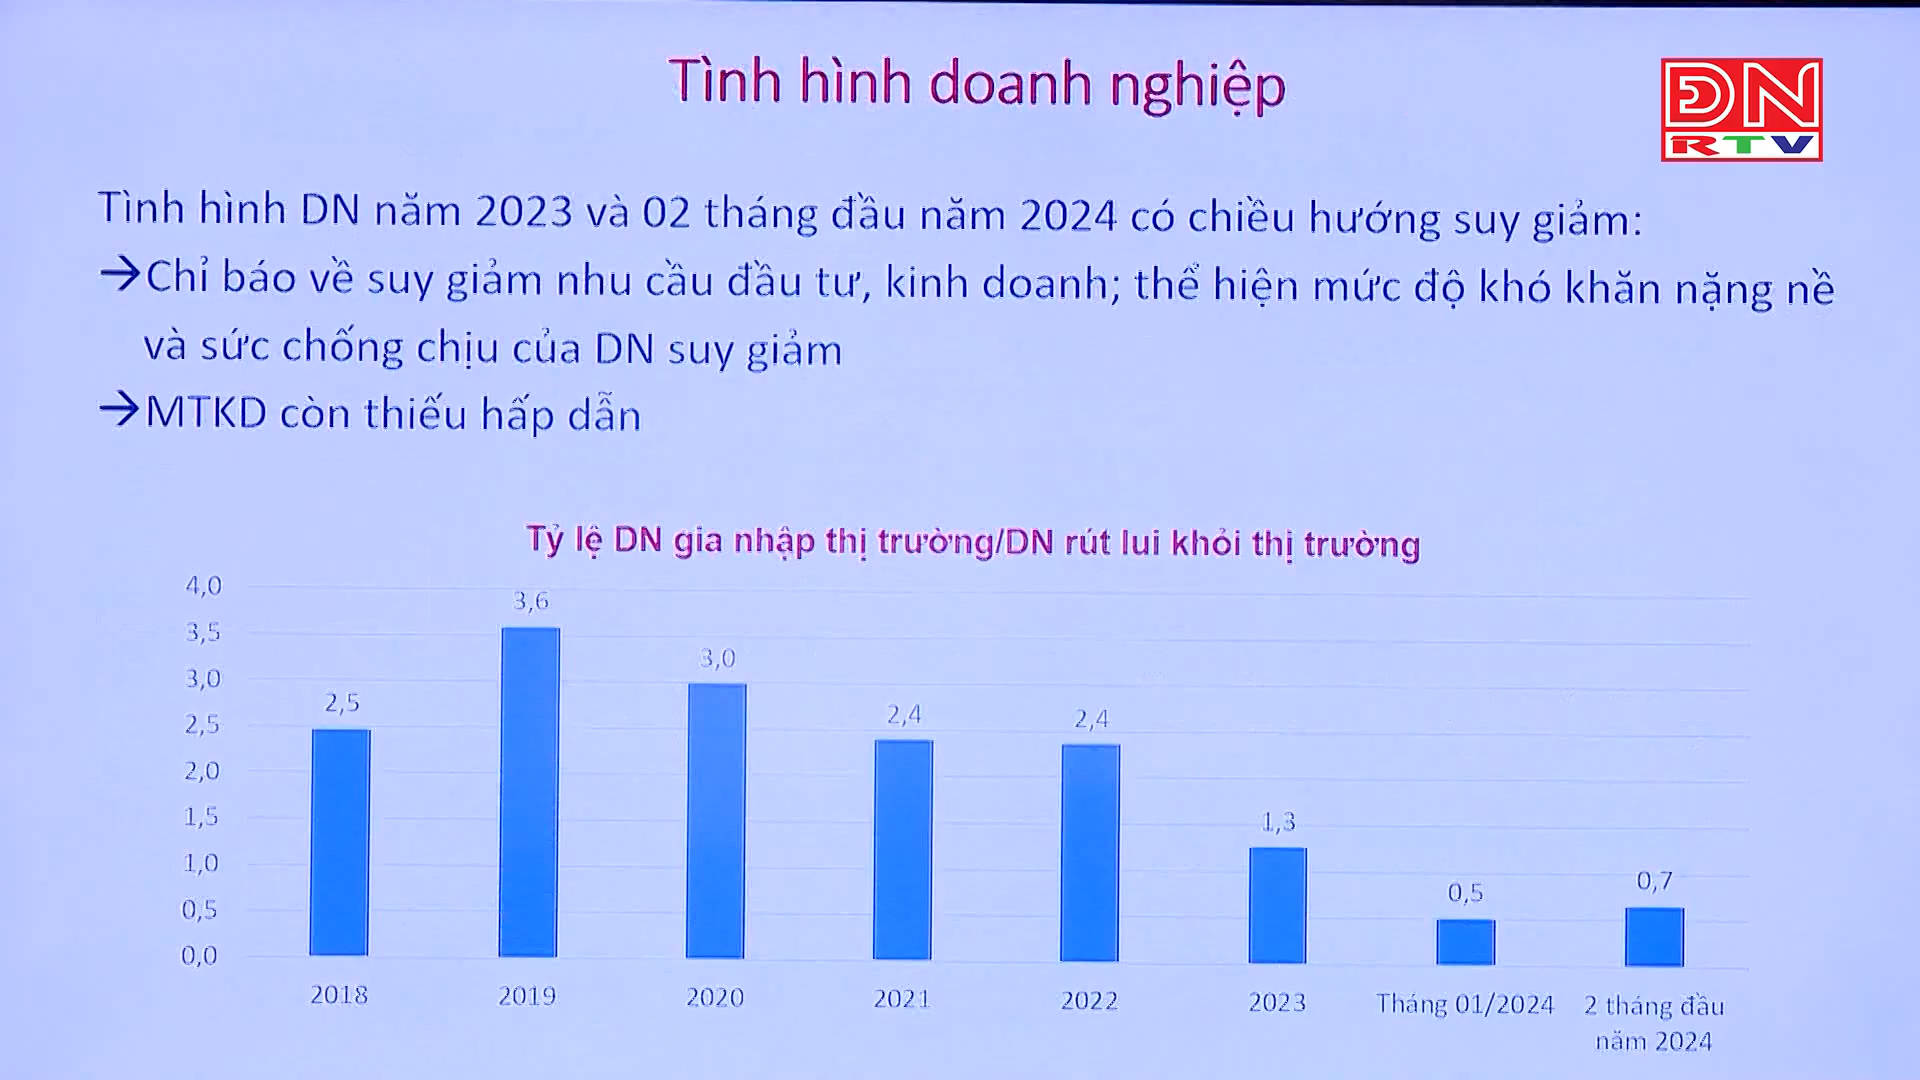 Tình hình doanh nghiệp
DN
RTV
Tình hình DN năm 2023 và 02 tháng đầu năm 2024 có chiều hướng suy giảm:
→Chỉ báo về suy giảm nhu cầu đầu tư, kinh doanh; thể hiện mức độ khó khăn nặng nề
và sức chống chịu của DN suy giảm
→MTKD còn thiếu hấp dẫn
Tỷ lệ DN gia nhập thị trường/DN rút lui khỏi thị trường
4,0
3,5
3,0
2,5
2,0
1,5
1,0
0,5
0,0
2,5
3,6
3,0
2,4
2,4
1,3
0,5
0,7
2018
2019
2020
2021
2022
2023
Tháng 01/2024
2 tháng đầu
năm 2024